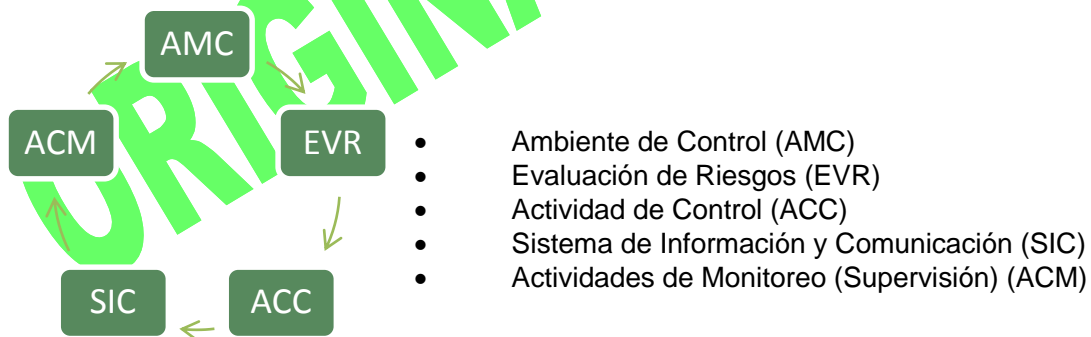 AMC
EVR
ACC
SIC
ACM
• Ambiente de Control (AMC)
• Evaluación de Riesgos (EVR)
• Actividad de Control (ACC)
• Sistema de Información y Comunicación (SIC)
• Actividades de Monitoreo (Supervisión) (ACM)